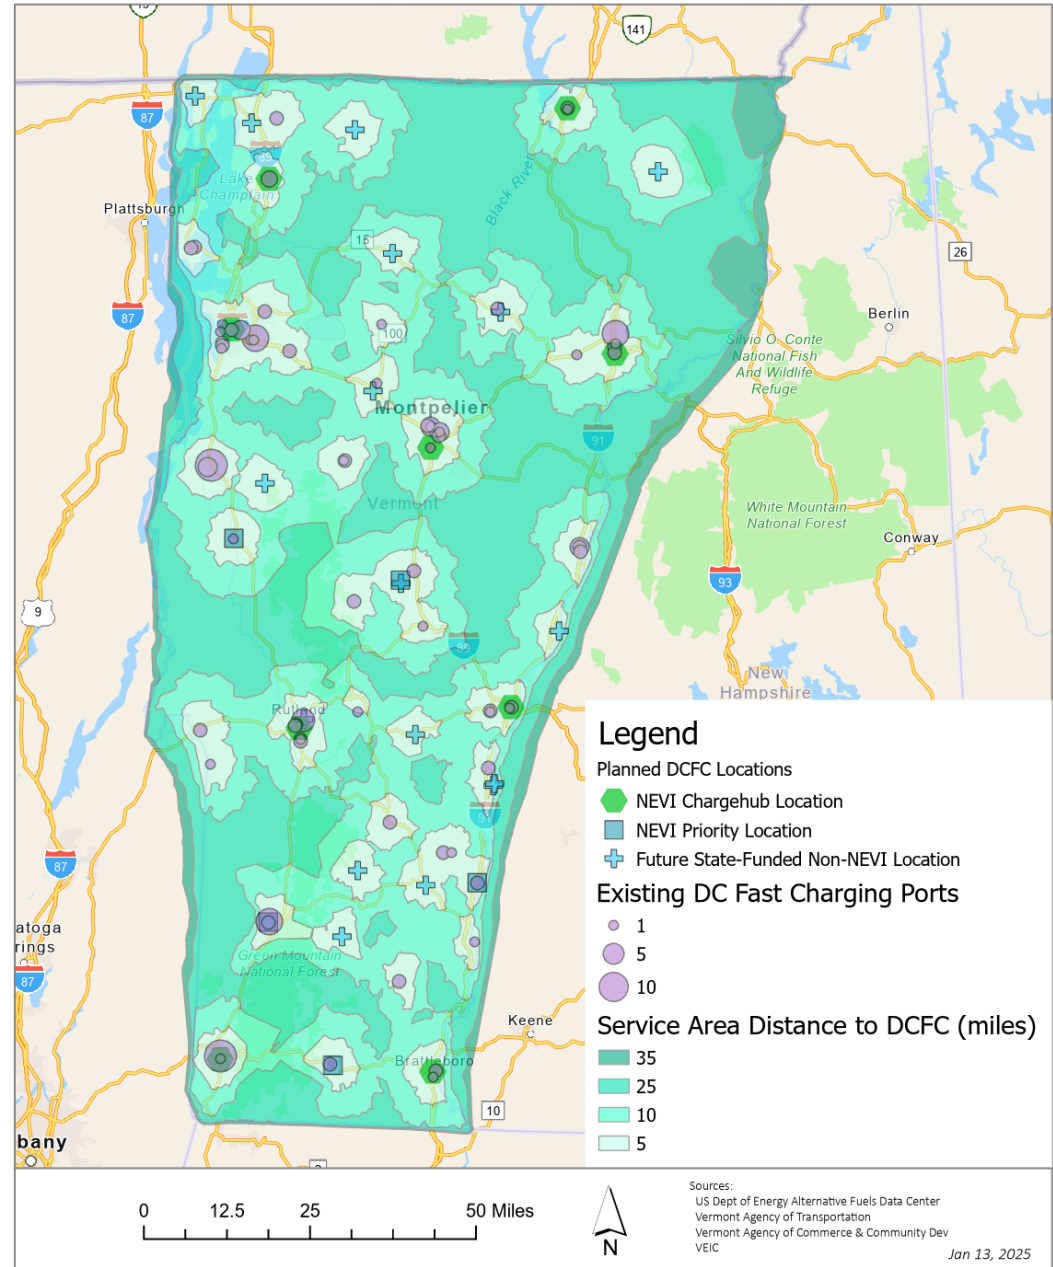 141
87
89
Lake
Champlain
Black River
Plattsburgh
15
26
87
Berlin
100
Silvio O. Conte
National Fish
And Wildlife
Refuge
Montpelier
91
Vermont
White Mountain
National Forest
Conway
93
9
89
New
Hampshire
Rutland
91
87
atoga
rings
87
Green Mountain
National Forest
Keene
Brattleboro
10
bany
Legend
Planned DCFC Locations
NEVI Chargehub Location
NEVI Priority Location
Future State-Funded Non-NEVI Location
Existing DC Fast Charging Ports
1
5
10
Service Area Distance to DCFC (miles)
35
25
10
5
0 12.5 25 50 Miles
N
Sources:
US Dept of Energy Alternative Fuels Data Center
Vermont Agency of Transportation
Vermont Agency of Commerce & Community Dev
VEIC
Jan 13, 2025